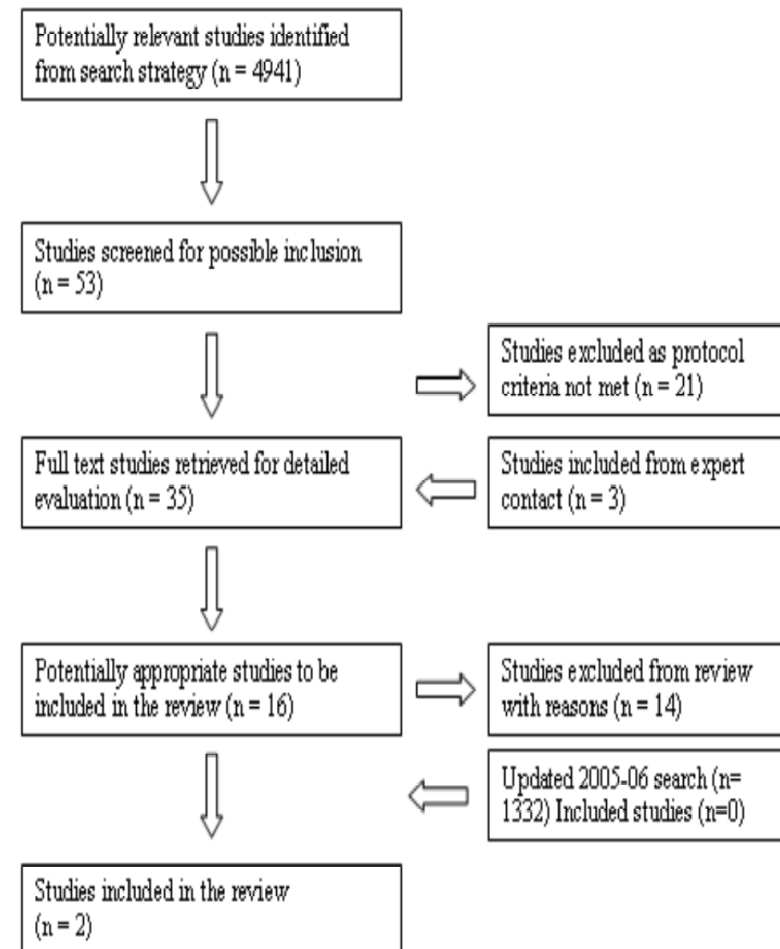 Potentially relevant studies identified
from search strategy (n = 4941)
Studies screened for possible inclusion
(n = 53)
Studies excluded as protocol
criteria not met (n = 21)
Full text studies retrieved for detailed
evaluation (n = 35)
Studies included from expert
contact (n = 3)
Potentially appropriate studies to be
included in the review (n = 16)
Studies excluded from review
with reasons (n = 14)
Updated 2005-06 search (n=
1332) Included studies (n=0)
Studies included in the review
(n = 2)